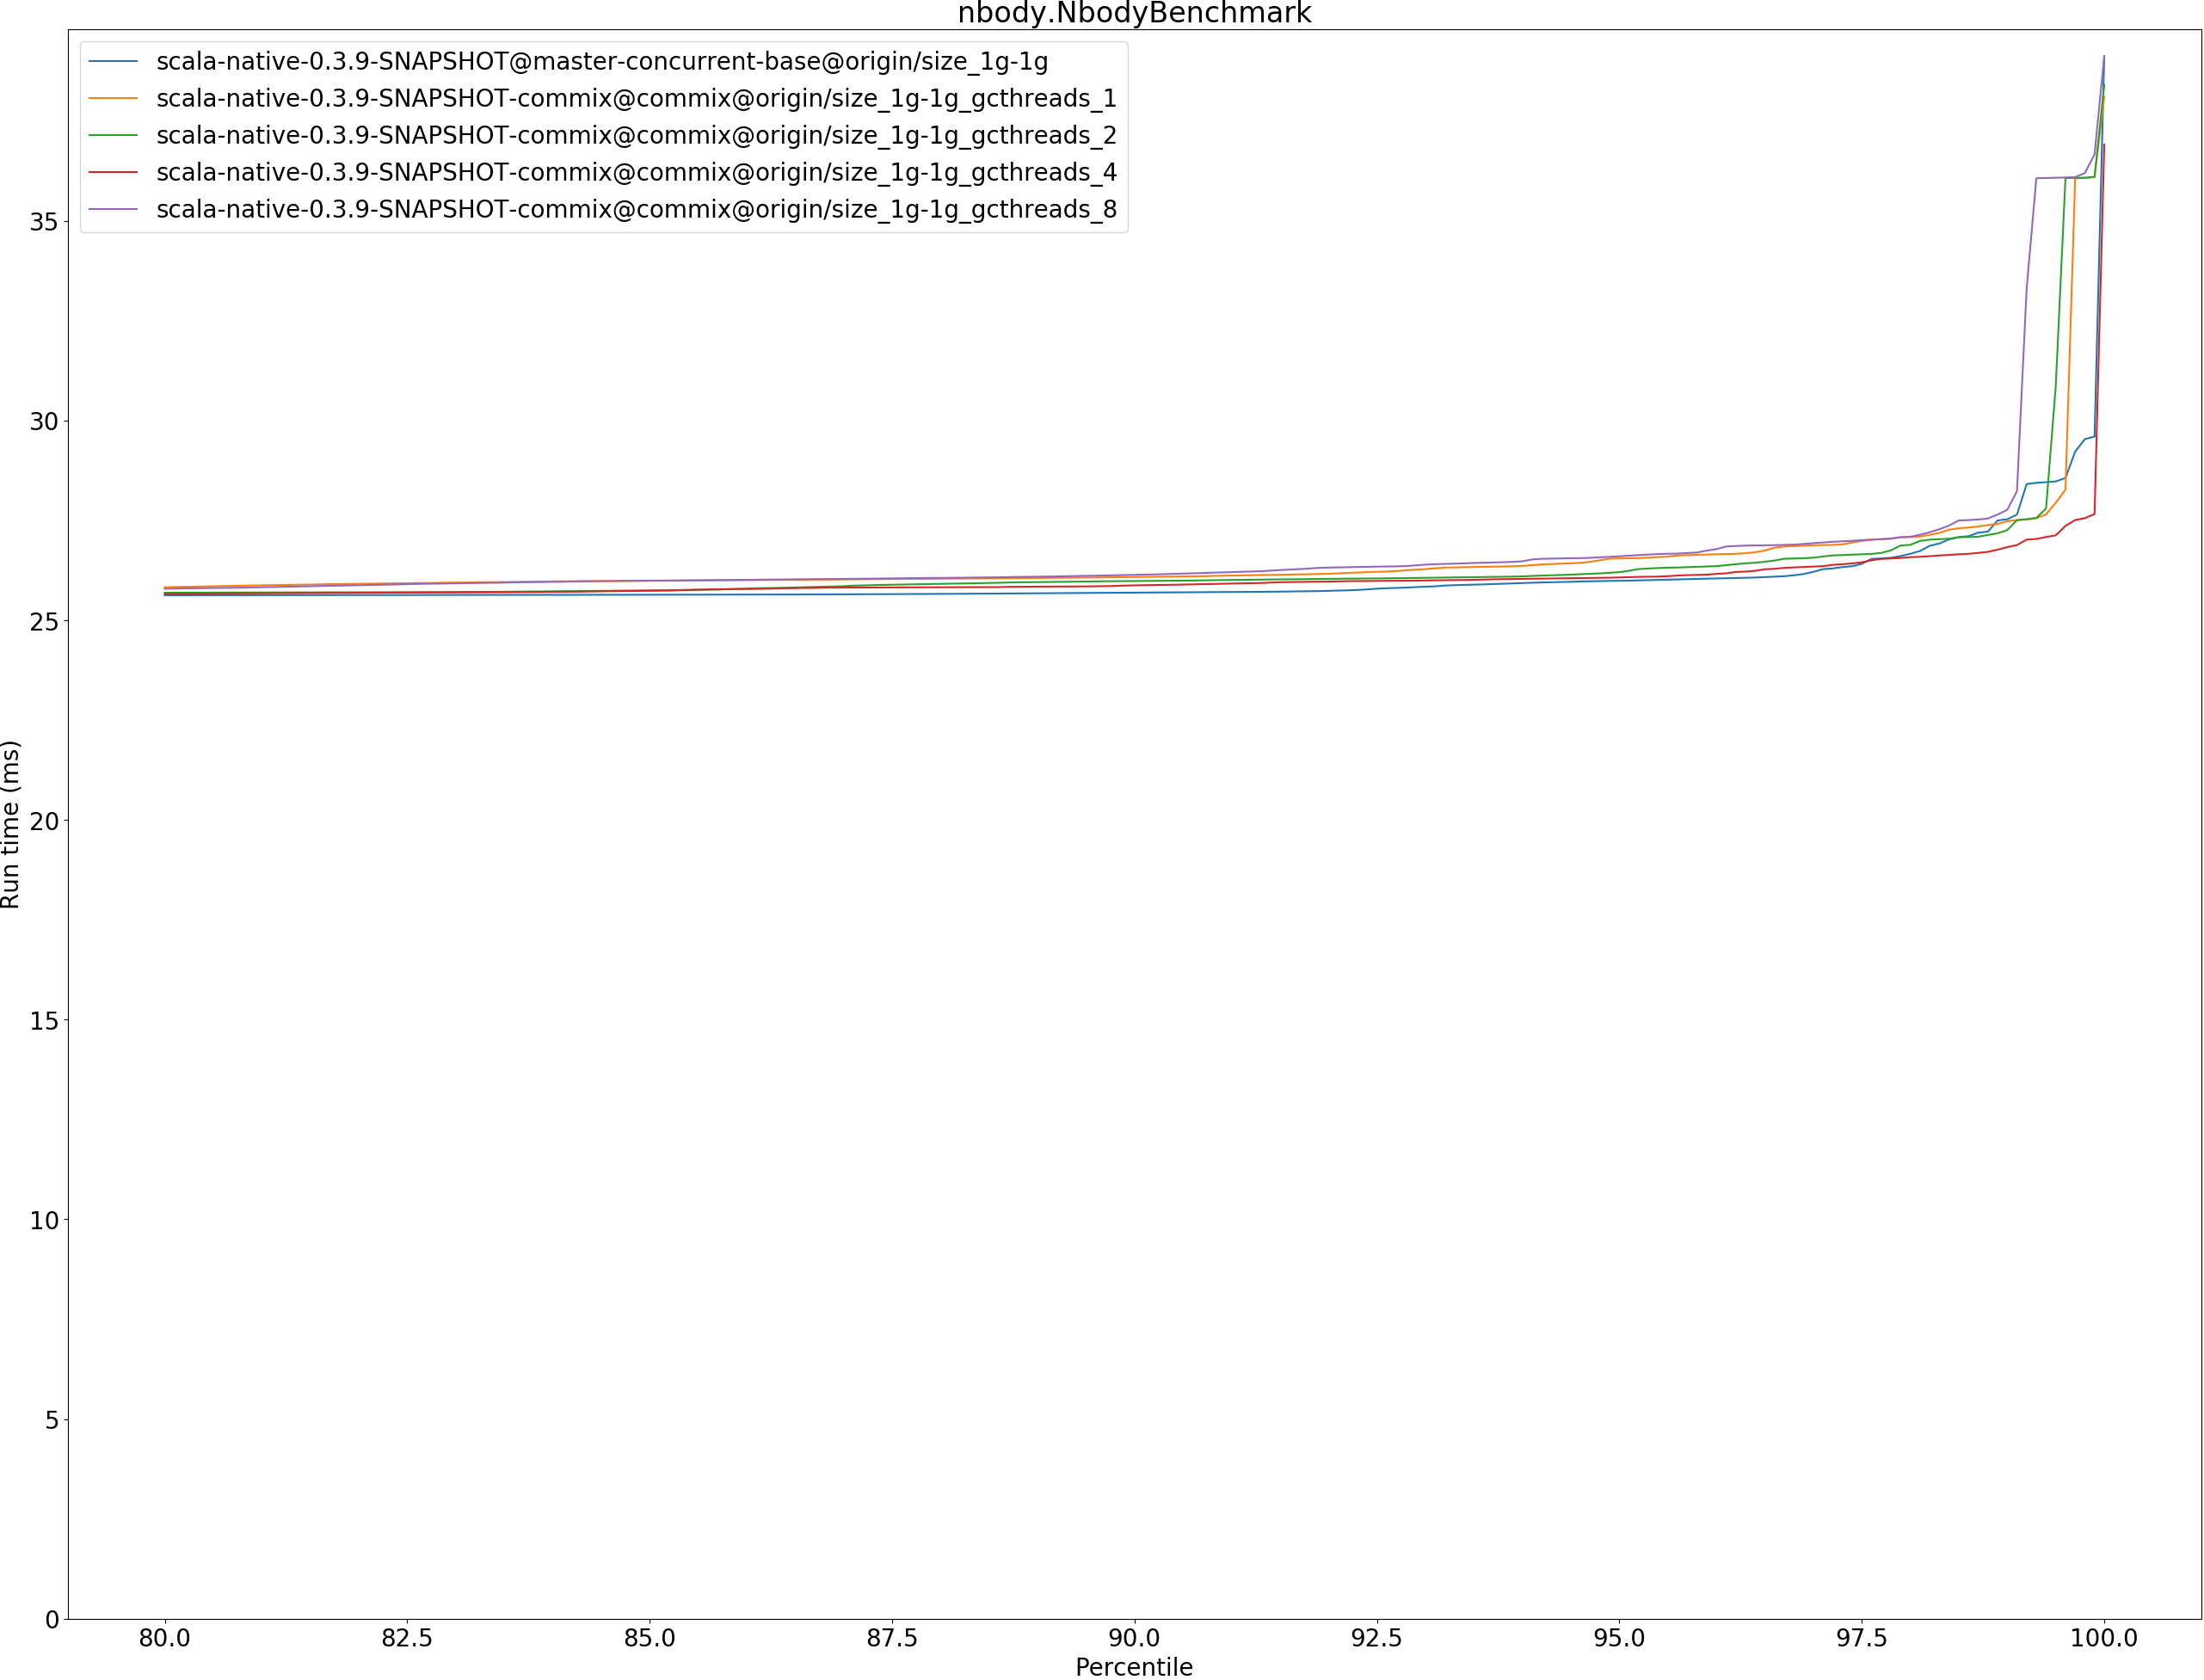 nbody.NbodyBenchmark
scala-native-0.3.9-SNAPSHOT@master-concurrent-base@origin/size_1g-1g
scala-native-0.3.9-SNAPSHOT-commix@commix@origin/size_1g-1g_gcthreads_1
scala-native-0.3.9-SNAPSHOT-commix@commix@origin/size_1g-1g_gcthreads_2
scala-native-0.3.9-SNAPSHOT-commix@commix@origin/size_1g-1g_gcthreads_4
scala-native-0.3.9-SNAPSHOT-commix@commix@origin/size_1g-1g_gcthreads_8
35
30
25
20
15
10
5
0
Run time (ms)
80.0 82.5 85.0 87.5 90.0 92.5 95.0 97.5 100.0
Percentile